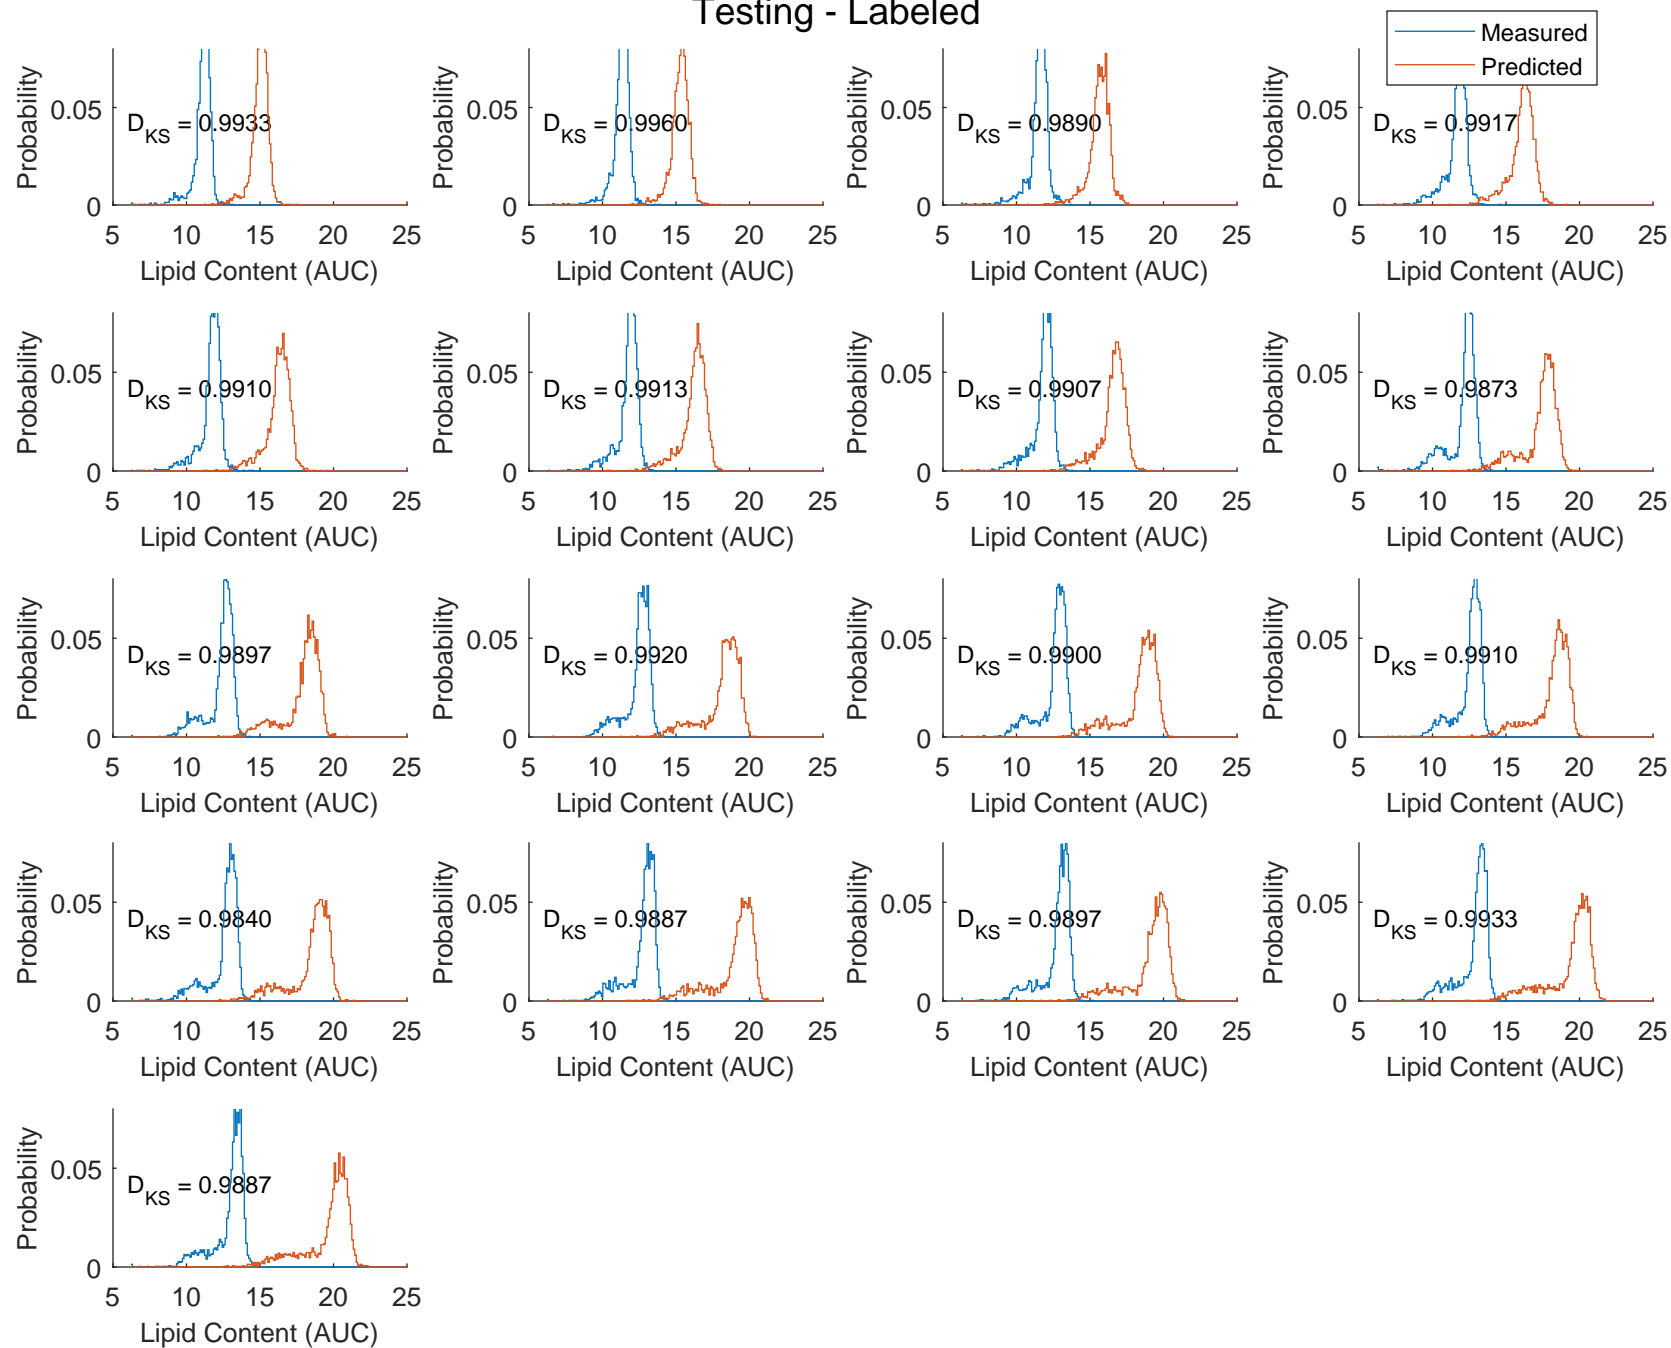 Testing - Labeled
Measured
Predicted
Probability
0.05
0
D_KS = 0.9933
5 10 15 20 25
Lipid Content (AUC)
Probability
0.05
0
D_KS = 0.9960
5 10 15 20 25
Lipid Content (AUC)
Probability
0.05
0
D_KS = 0.9890
5 10 15 20 25
Lipid Content (AUC)
Probability
0.05
0
D_KS = 0.9917
5 10 15 20 25
Lipid Content (AUC)
Probability
0.05
0
D_KS = 0.9910
5 10 15 20 25
Lipid Content (AUC)
Probability
0.05
0
D_KS = 0.9913
5 10 15 20 25
Lipid Content (AUC)
Probability
0.05
0
D_KS = 0.9907
5 10 15 20 25
Lipid Content (AUC)
Probability
0.05
0
D_KS = 0.9873
5 10 15 20 25
Lipid Content (AUC)
Probability
0.05
0
D_KS = 0.9897
5 10 15 20 25
Lipid Content (AUC)
Probability
0.05
0
D_KS = 0.9920
5 10 15 20 25
Lipid Content (AUC)
Probability
0.05
0
D_KS = 0.9900
5 10 15 20 25
Lipid Content (AUC)
Probability
0.05
0
D_KS = 0.9910
5 10 15 20 25
Lipid Content (AUC)
Probability
0.05
0
D_KS = 0.9840
5 10 15 20 25
Lipid Content (AUC)
Probability
0.05
0
D_KS = 0.9887
5 10 15 20 25
Lipid Content (AUC)
Probability
0.05
0
D_KS = 0.9897
5 10 15 20 25
Lipid Content (AUC)
Probability
0.05
0
D_KS = 0.9933
5 10 15 20 25
Lipid Content (AUC)
Probability
0.05
0
D_KS = 0.9887
5 10 15 20 25
Lipid Content (AUC)